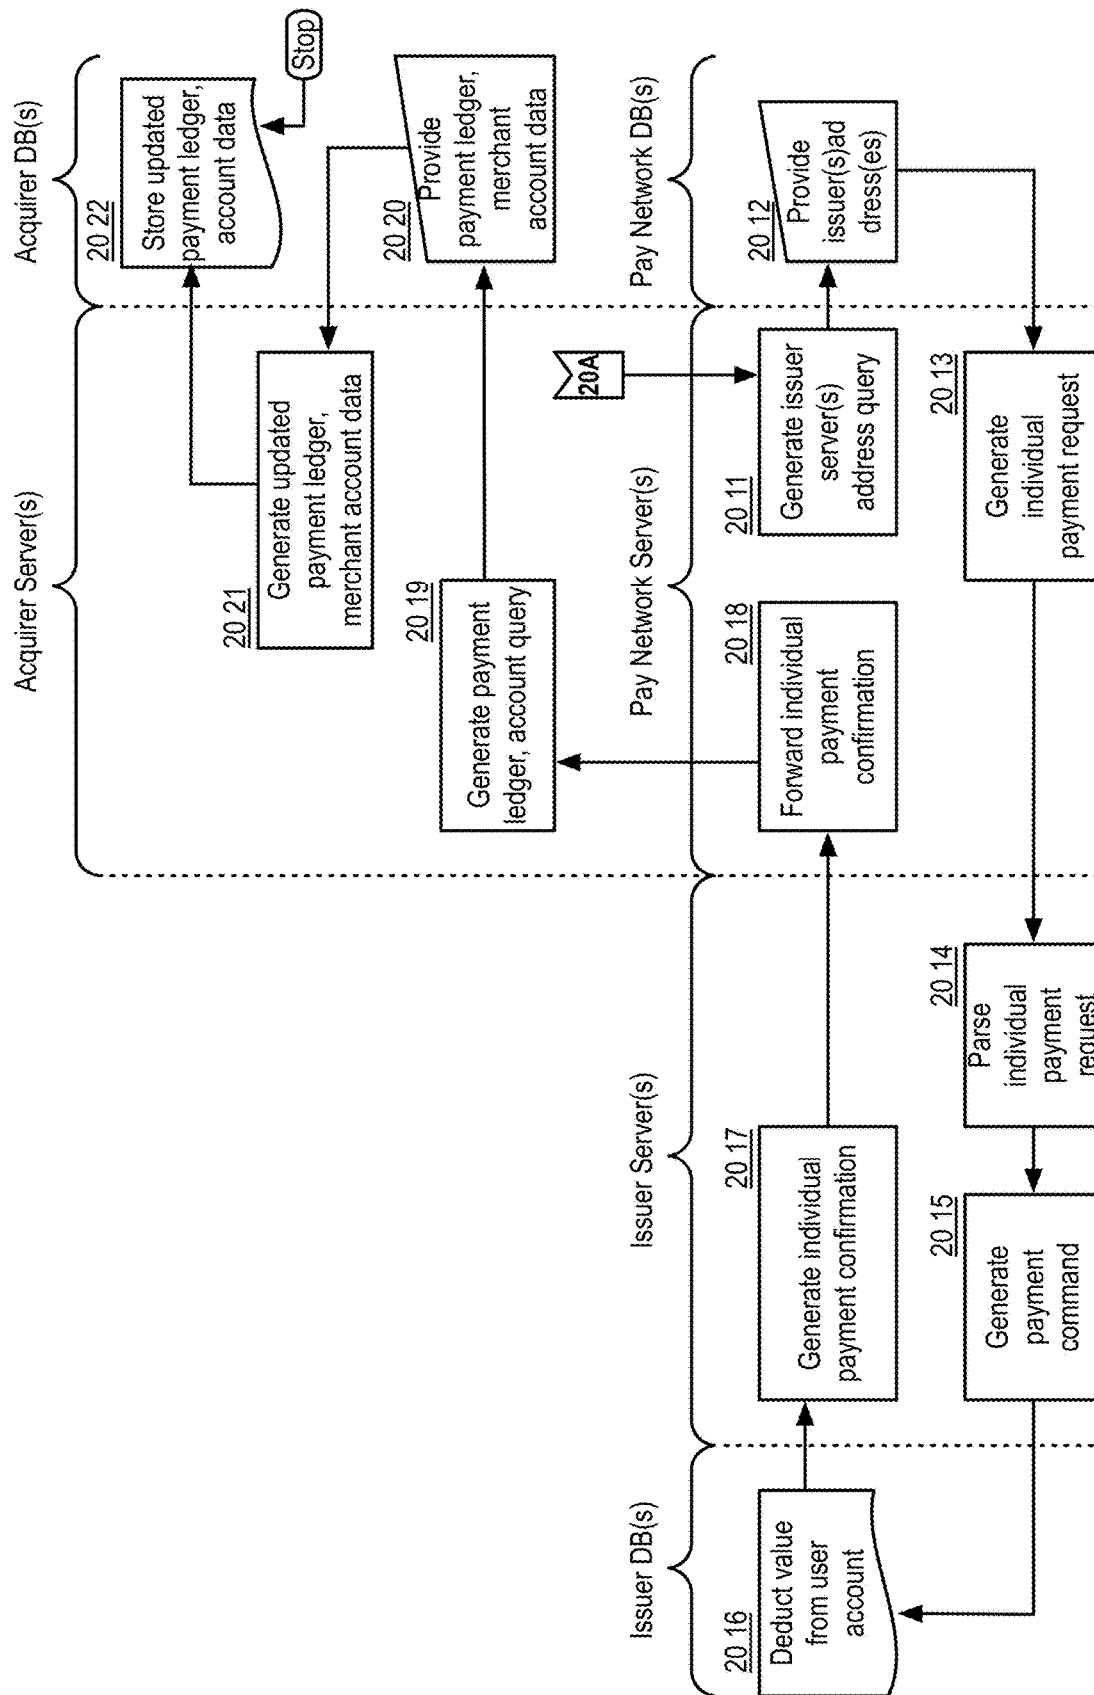 Issuer DB(s)
Issuer Server(s)
Pay Network Server(s)
Pay Network DB(s)
Acquirer Server(s)
Acquirer DB(s)
20A
20 11
Generate issuer
server(s)
address query
20 12
Provide
issuer(s)ad
dress(es)
20 13
Generate
individual
payment request
20 14
Parse
individual
payment
request
20 15
Generate
payment
command
20 16
Deduct value
from user
account
20 17
Generate individual
payment confirmation
20 18
Forward individual
payment
confirmation
20 19
Generate payment
ledger, account query
20 20
Provide
payment ledger,
merchant
account data
20 21
Generate updated
payment ledger,
merchant account data
20 22
Store updated
payment ledger,
account data
Stop